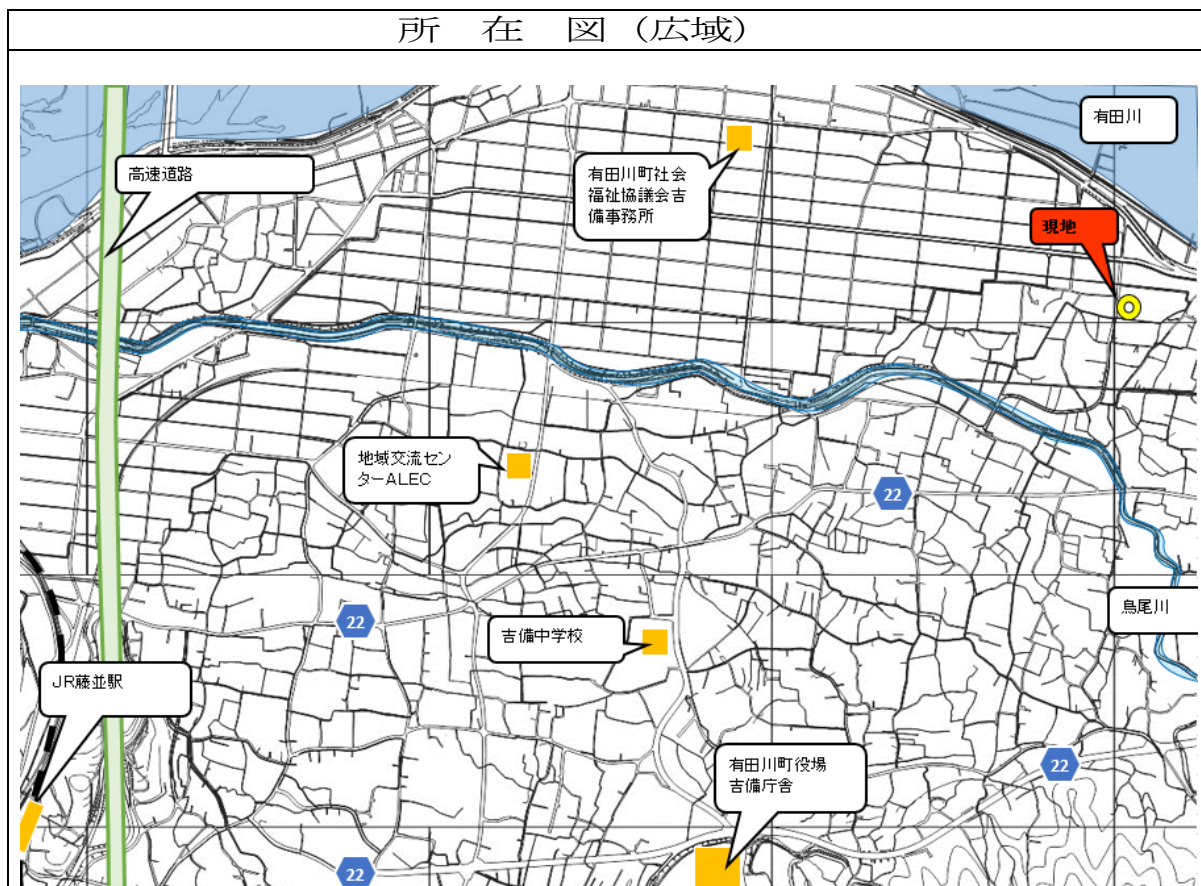 所在図(広域)
有田川
高速道路
有田川町社会
福祉協議会吉
備事務所
現地
地域交流セン
ターALEC
22
鳥尾川
22
吉備中学校
JR藤並駅
有田川町役場
吉備庁舎
22
22